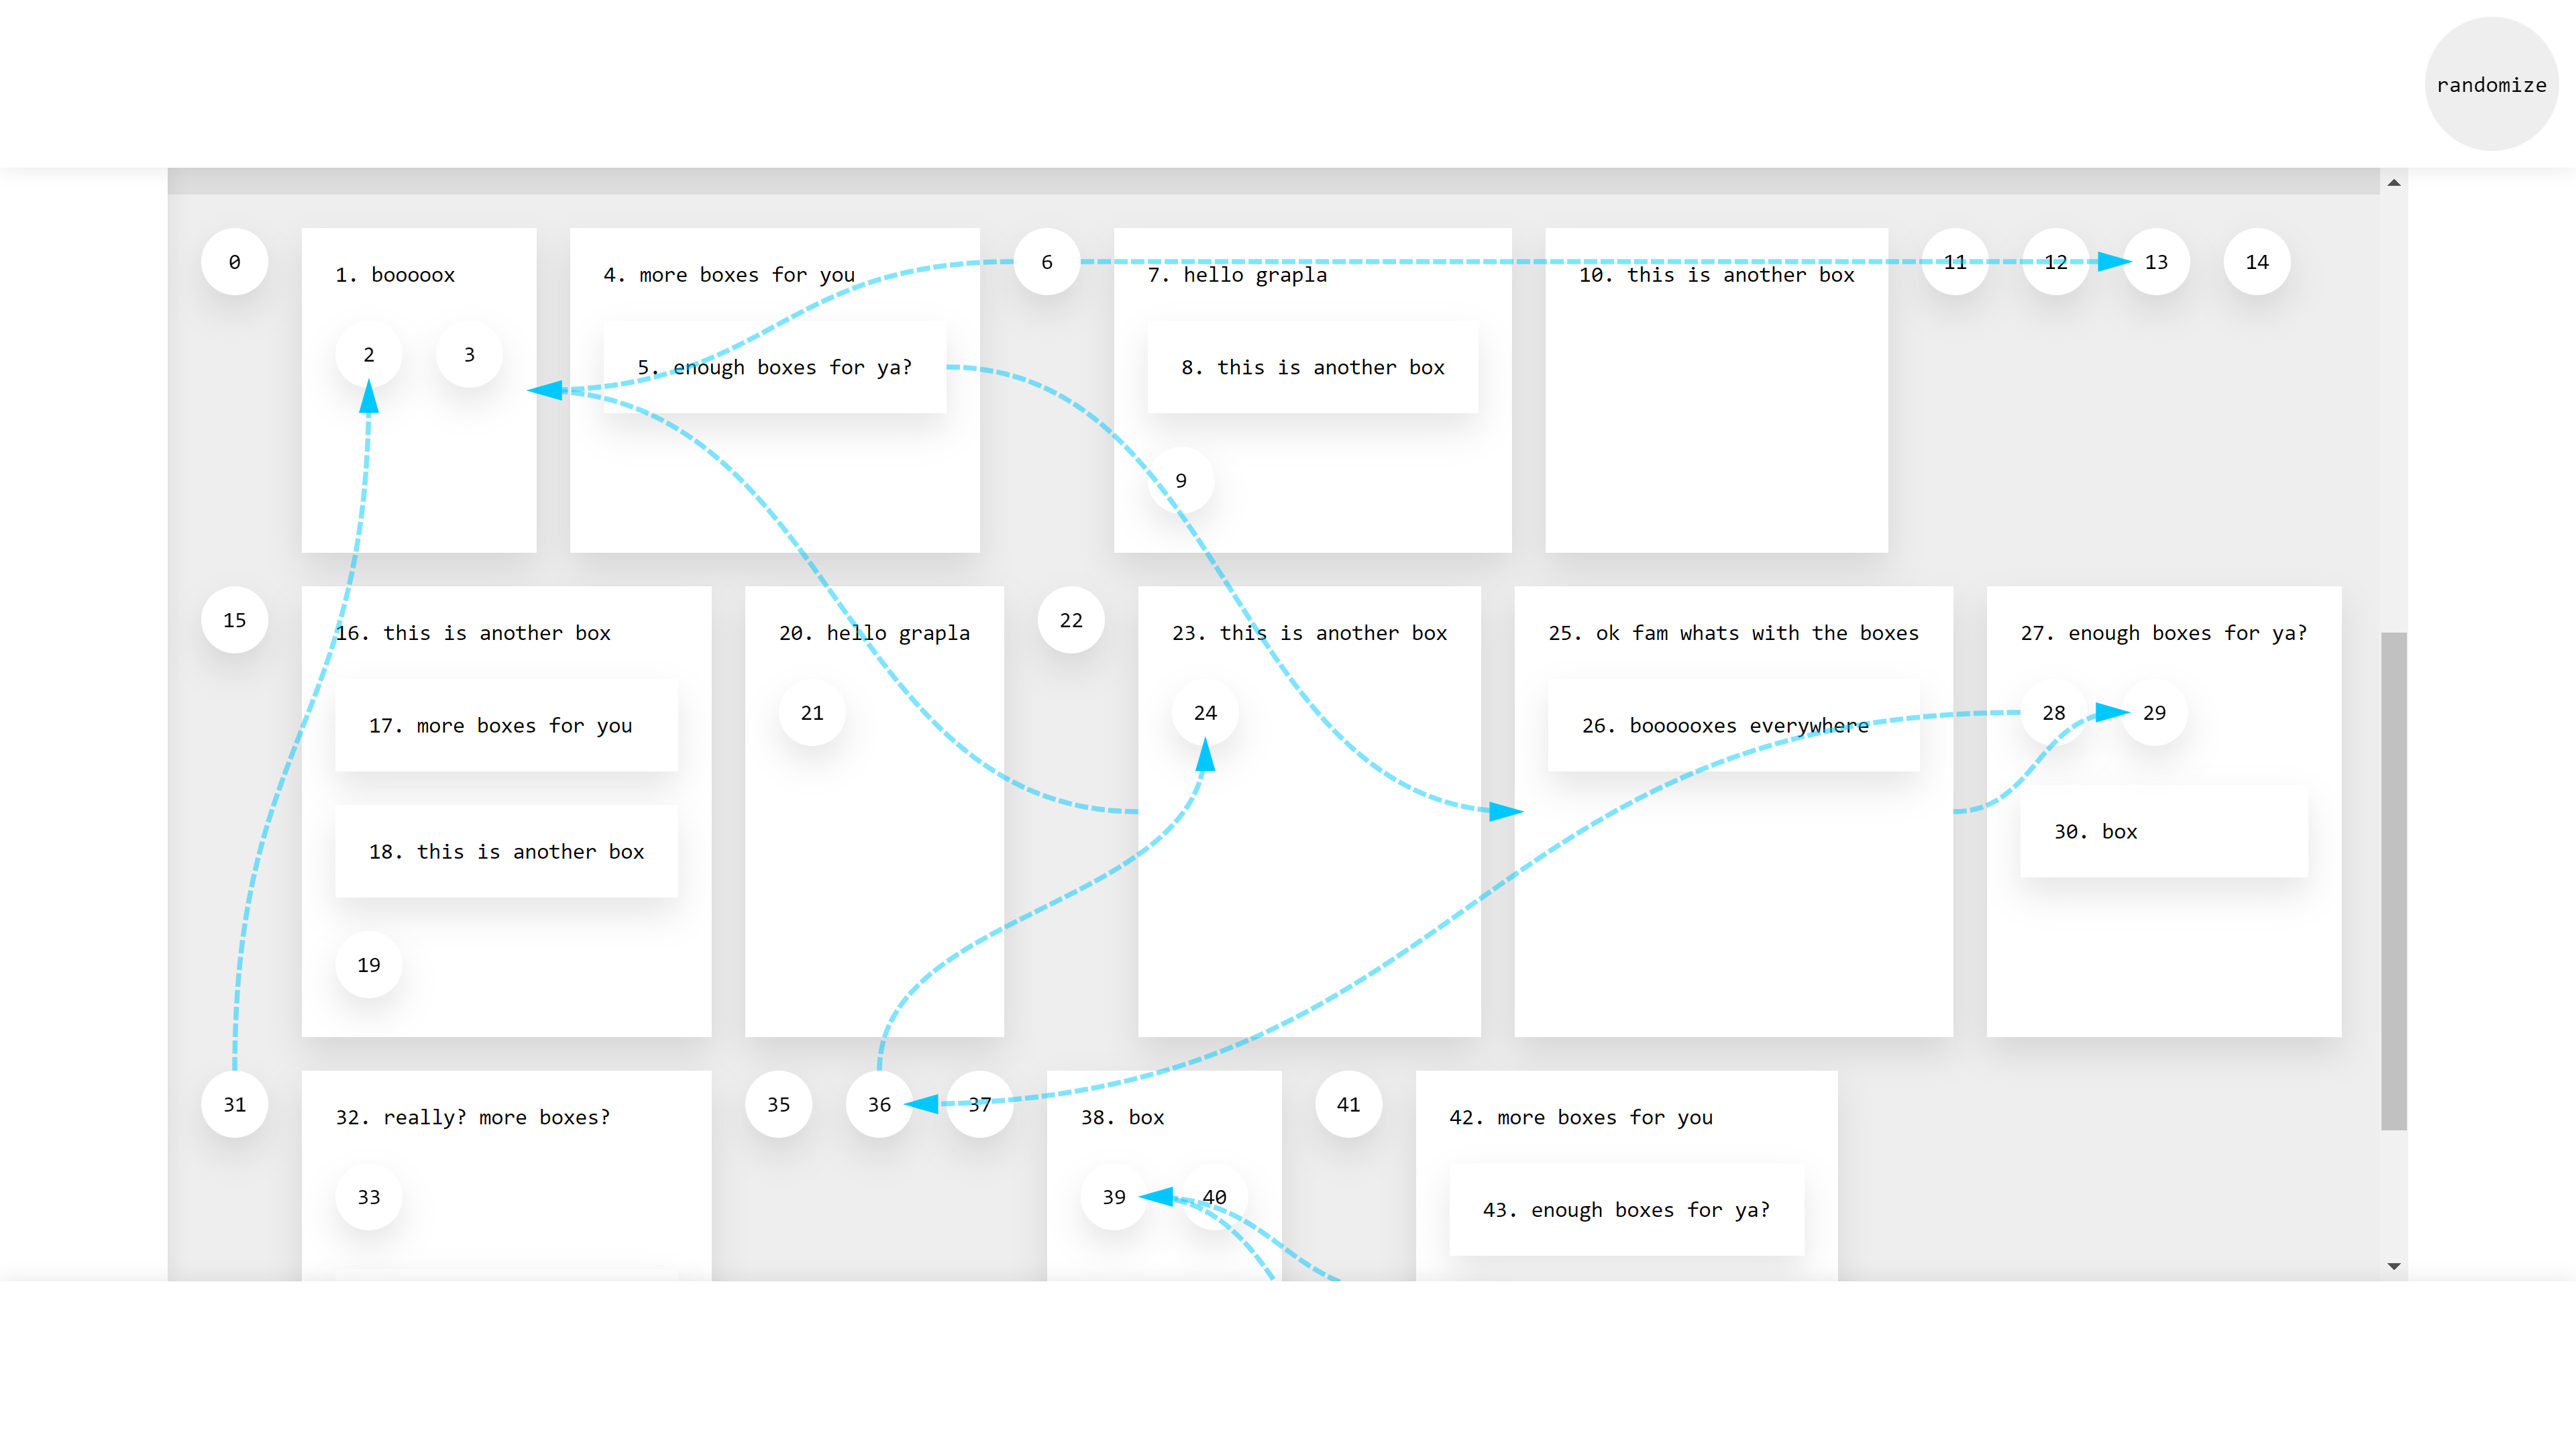 randomize
0
1. booooox
2
3
4. more boxes for you
5. enough boxes for ya?
6
7. hello grapla
8. this is another box
9
10. this is another box
11
12
13
14
15
16. this is another box
17. more boxes for you
18. this is another box
19
20. hello grapla
21
22
23. this is another box
24
25. ok fam whats with the boxes
26. boooooxes everywhere
27. enough boxes for ya?
28
29
30. box
31
32. really? more boxes?
33
35
36
37
38. box
39
40
41
42. more boxes for you
43. enough boxes for ya?